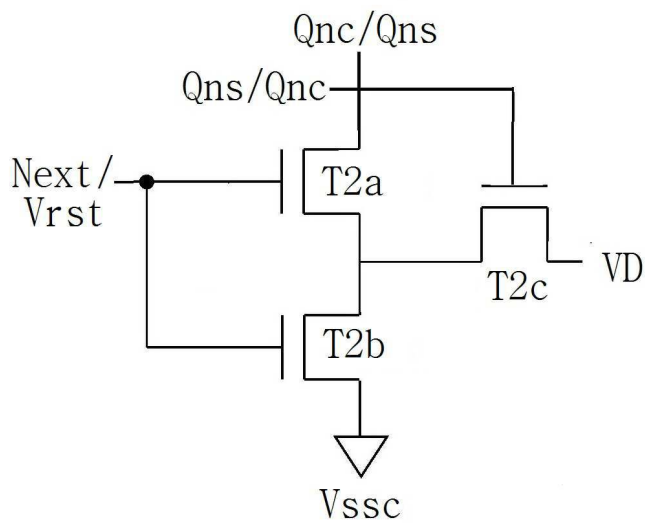 Qnc/Qns
Qns/Qnc
Next/
Vrst
T2a
T2c
VD
T2b
Vssc